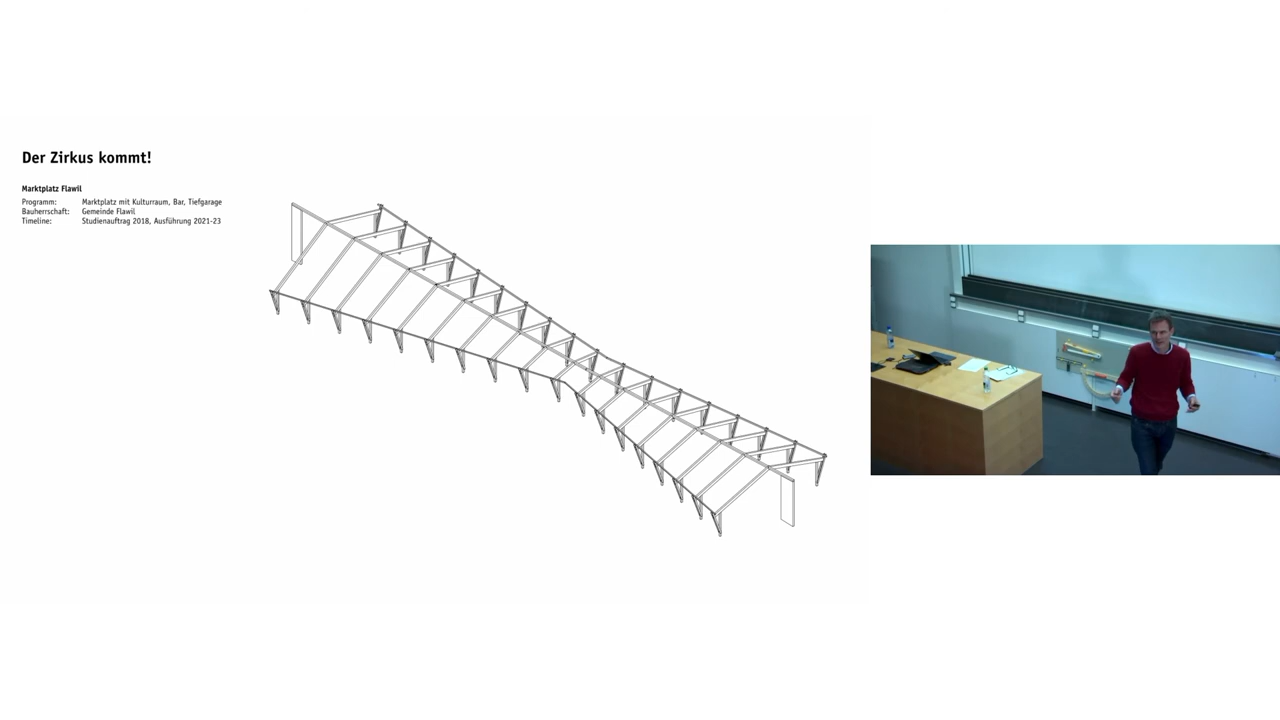 Der Zirkus kommt!
Marktplatz Flawil
Programm: Marktplatz mit Kulturraum, Bar, Tiefgarage
Bauherrschaft: Gemeinde Flawil
Timeline: Studienauftrag 2018, Ausführung 2021-23